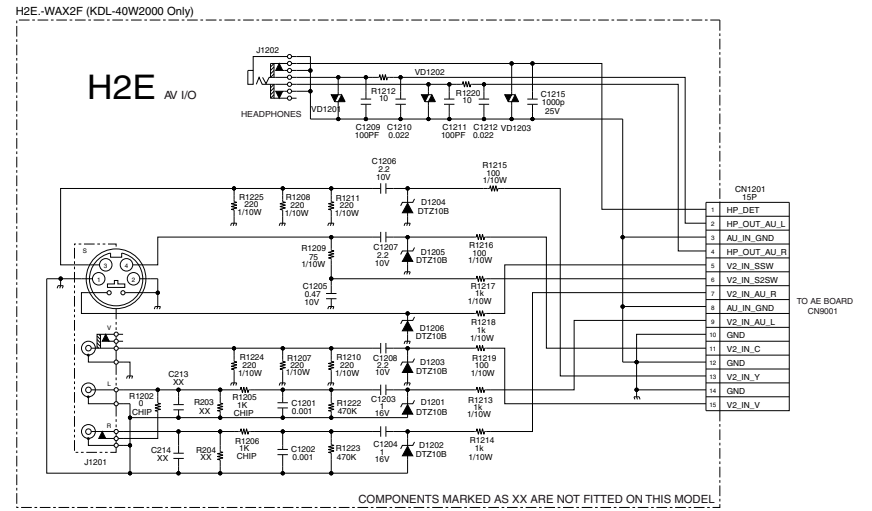 H2E.-WAX2F (KDL-40W2000 Only)
H2E AV I/O
J1202
HEADPHONES
VD1201
R1212
10
C1209
100PF
C1210
0.022
VD1202
R1220
10
C1211
100PF
C1212
0.022
VD1203
C1215
1000p
25V
C1206
2.2
10V
R1215
100
1/10W
R1225
220
1/10W
R1208
220
1/10W
R1211
220
1/10W
D1204
DTZ10B
S
3
4
1
2
R1209
75
1/10W
C1207
2.2
10V
D1205
DTZ10B
R1216
100
1/10W
C1205
0.47
10V
R1217
1k
1/10W
D1206
DTZ10B
R1218
1k
1/10W
V
R1224
220
1/10W
R1207
220
1/10W
R1210
220
1/10W
C1208
2.2
10V
D1203
DTZ10B
R1219
100
1/10W
L
R1202
0
CHIP
C213
XX
R203
XX
R1205
1K
CHIP
C1201
0.001
R1222
470K
C1203
1
16V
D1201
DTZ10B
R1213
1k
1/10W
R
J1201
C214
XX
R204
XX
R1206
1K
CHIP
C1202
0.001
R1223
470K
C1204
1
16V
D1202
DTZ10B
R1214
1k
1/10W
CN1201
15P
1 HP_DET
2 HP_OUT_AU_L
3 AU_IN_GND
4 HP_OUT_AU_R
5 V2_IN_SSW
6 V2_IN_S2SW
7 V2_IN_AU_R
8 AU_IN_GND
9 V2_IN_AU_L
10 GND
11 V2_IN_C
12 GND
13 V2_IN_Y
14 GND
15 V2_IN_V
TO AE BOARD
CN9001
COMPONENTS MARKED AS XX ARE NOT FITTED ON THIS MODEL